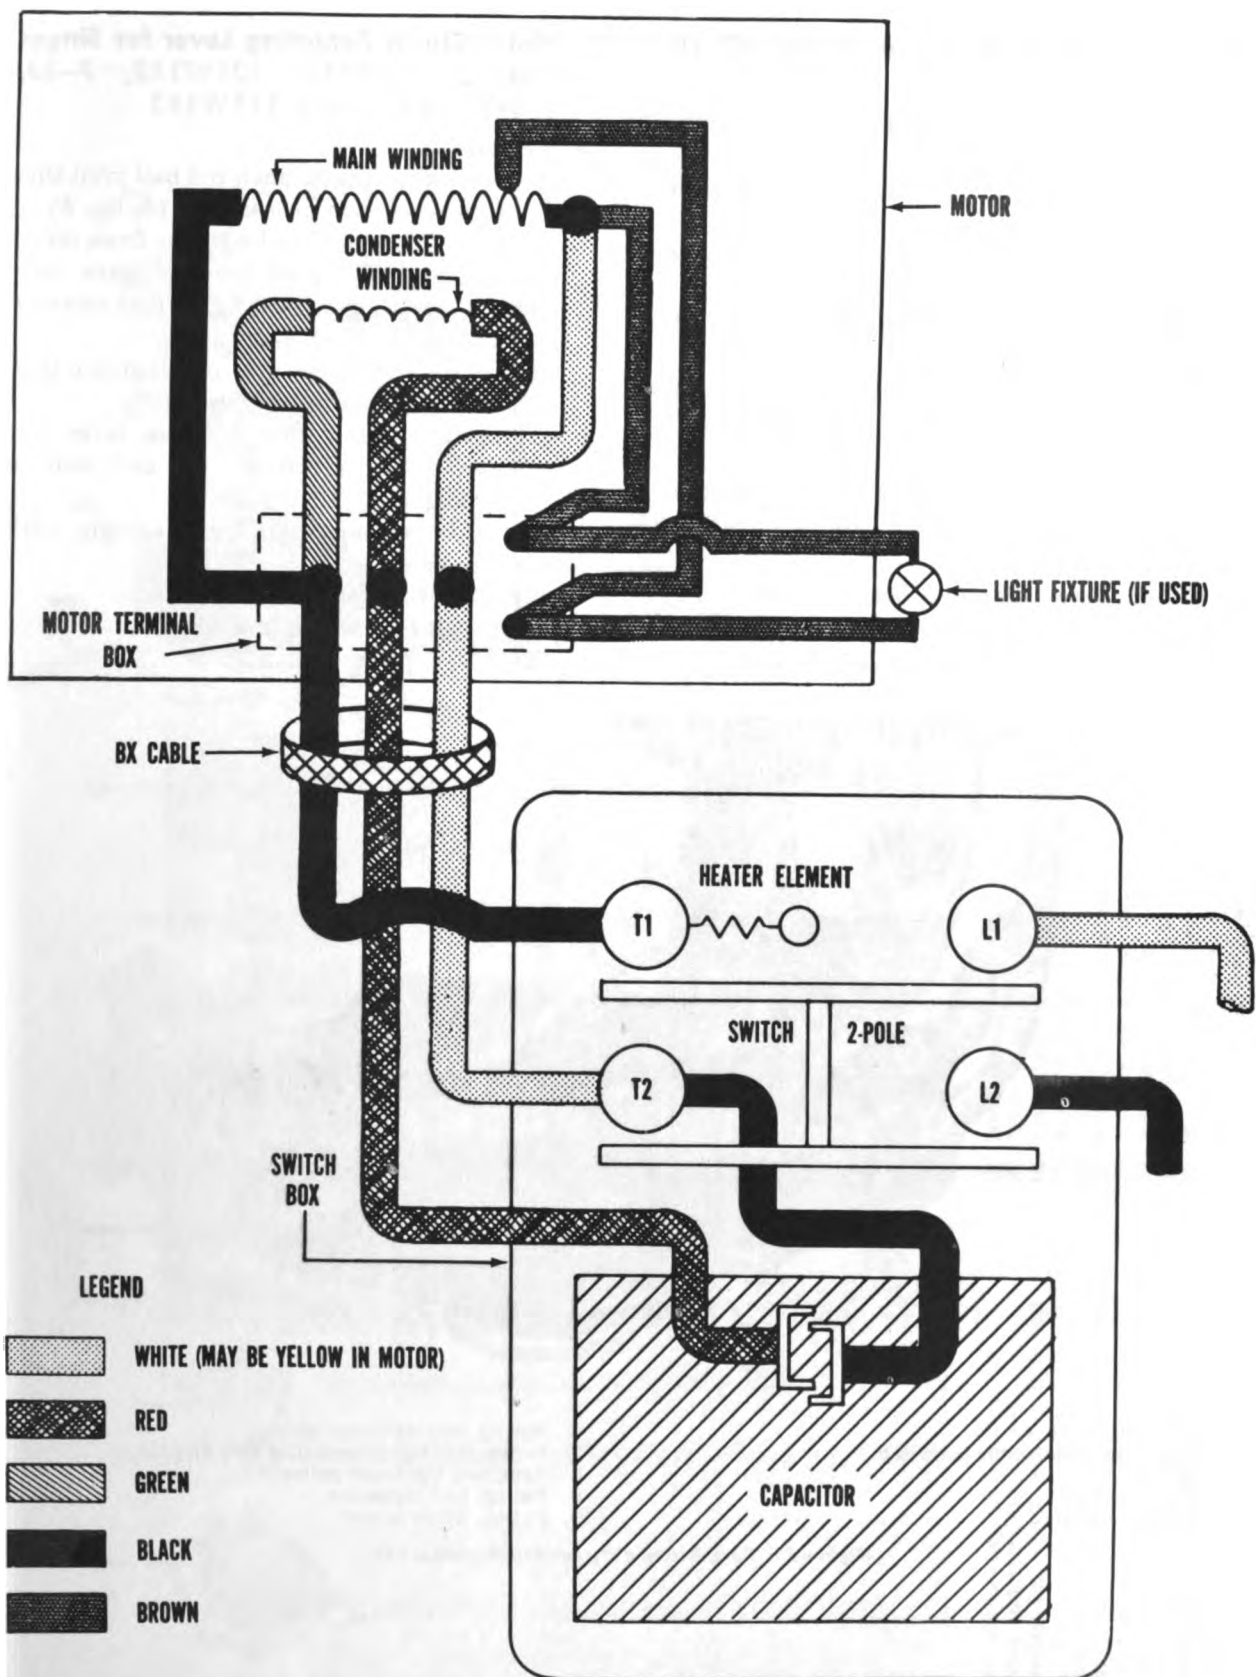 MAIN WINDING
MOTOR
CONDENSER
WINDING
LIGHT FIXTURE (IF USED)
MOTOR TERMINAL
BOX
BX CABLE
HEATER ELEMENT
T1
L1
SWITCH
2-POLE
T2
L2
SWITCH
BOX
LEGEND
WHITE (MAY BE YELLOW IN MOTOR)
RED
GREEN
BLACK
BROWN
CAPACITOR